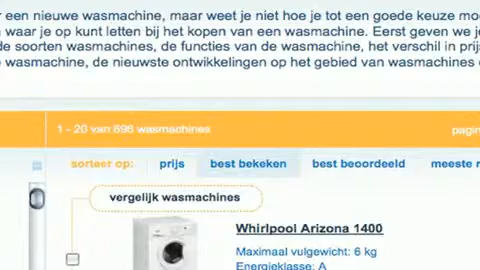 r een nieuwe wasmachine, maar weet je niet hoe je tot een goede keuze mo
n waar je op kunt letten bij het kopen van een wasmachine. Eerst geven we je
de soorten wasmachines, de functies van de wasmachine, het verschil in prijs
wasmachine, de nieuwste ontwikkelingen op het gebied van wasmachines
1 - 20 van 896 wasmachines
pagin
sorteer op: prijs best bekeken best beoordeeld meeste r
vergelijk wasmachines
Whirlpool Arizona 1400
Maximaal vulgewicht: 6 kg
Energieklasse: A